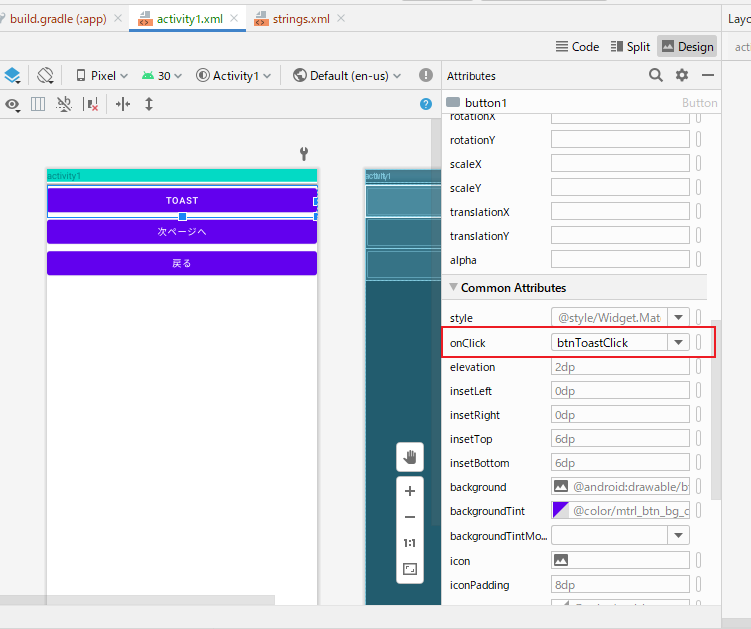 build.gradle (:app)
activity1.xml
strings.xml
Layo
Code
Split
Design
Pixel
30
Activity1
Default (en-us)
Attributes
button1
Button
activity1
TOAST
次ページへ
戻る
activity1
rotationX
rotationY
scaleX
scaleY
translationX
translationY
alpha
Common Attributes
style @style/Widget.Mat
onClick btnToastClick
elevation 2dp
insetLeft 0dp
insetRight 0dp
insetTop 6dp
insetBottom 6dp
background @android:drawable/b
backgroundTint @color/mtrl_btn_bg_c
backgroundTintMo...
icon
iconPadding 8dp
1:1